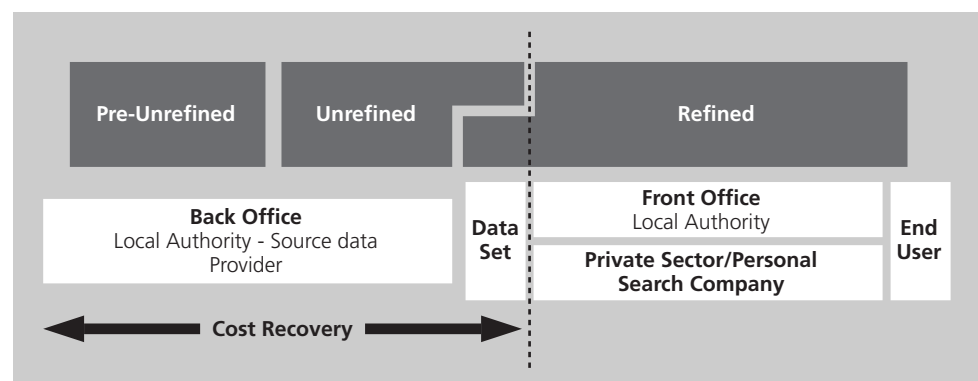 Pre-Unrefined
Unrefined
Refined
Back Office
Local Authority - Source data
Provider
Data
Set
Front Office
Local Authority
Private Sector/Personal
Search Company
End
User
Cost Recovery